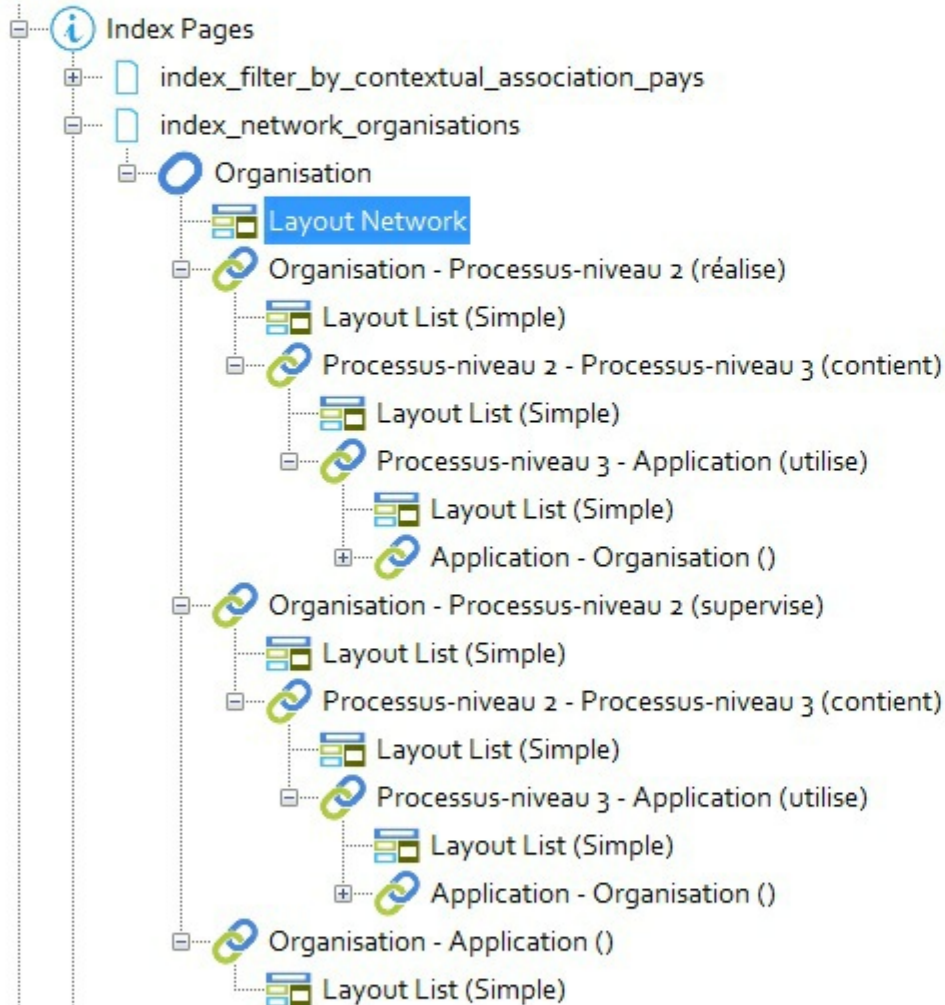 Index Pages
index_filter_by_contextual_association_pays
index_network_organisations
Organisation
Layout Network
Organisation - Processus-niveau 2 (réalise)
Layout List (Simple)
Processus-niveau 2 - Processus-niveau 3 (contient)
Layout List (Simple)
Processus-niveau 3 - Application (utilise)
Layout List (Simple)
Application - Organisation ()
Organisation - Processus-niveau 2 (supervise)
Layout List (Simple)
Processus-niveau 2 - Processus-niveau 3 (contient)
Layout List (Simple)
Processus-niveau 3 - Application (utilise)
Layout List (Simple)
Application - Organisation ()
Organisation - Application ()
Layout List (Simple)